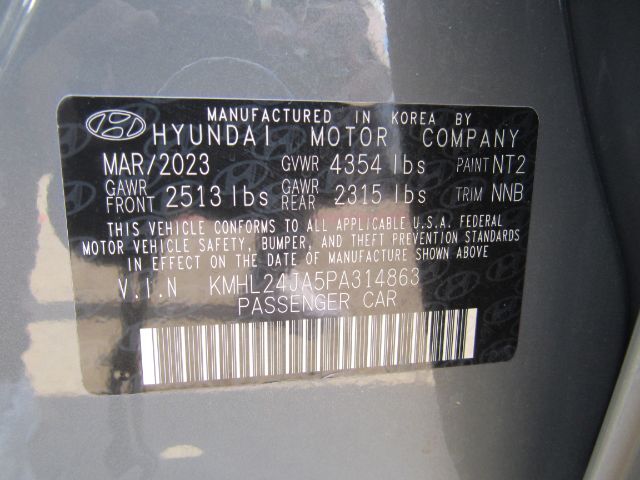 MANUFACTURED IN KOREA BY
HYUNDAI MOTOR COMPANY
MAR/2023 GVWR 4354 lbs PAINT NT2
GAWR FRONT 2513 lbs GAWR REAR 2315 lbs TRIM NNB
THIS VEHICLE CONFORMS TO ALL APPLICABLE U.S.A. FEDERAL
MOTOR VEHICLE SAFETY, BUMPER, AND THEFT PREVENTION STANDARDS
IN EFFECT ON THE DATE OF MANUFACTURE SHOWN ABOVE
V.I.N KMHL24JA5PA314863
PASSENGER CAR